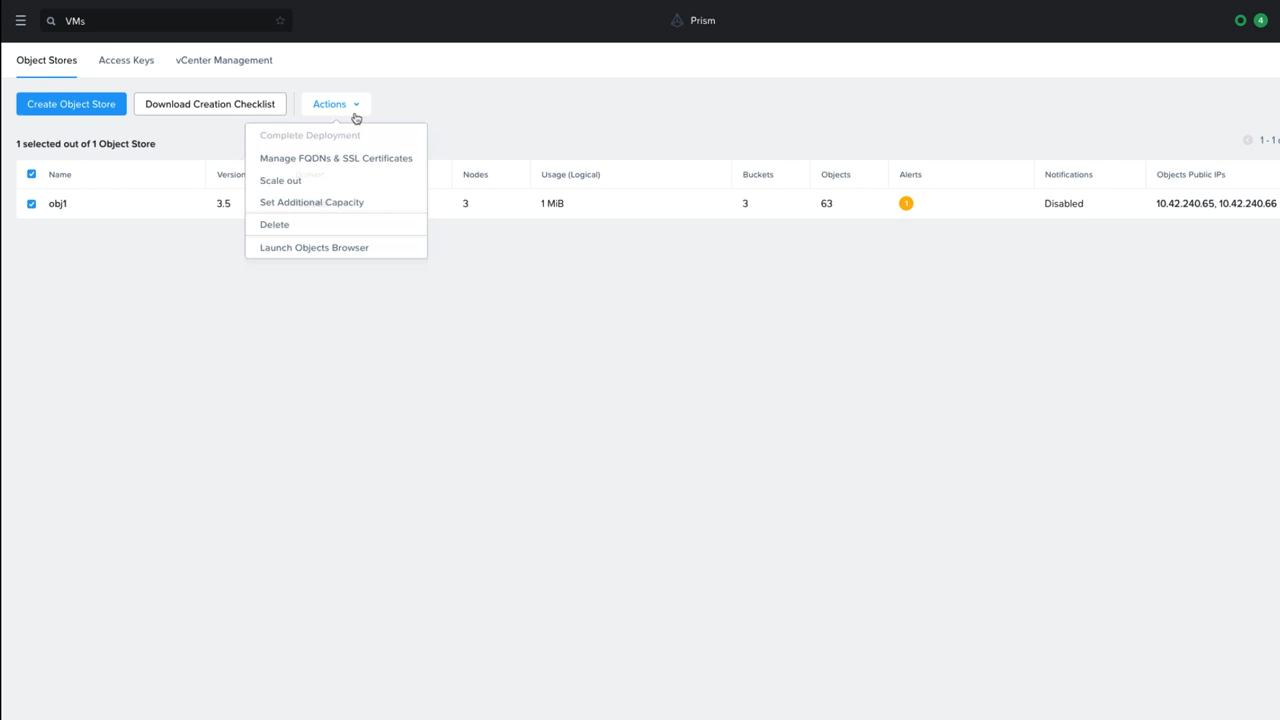 VMs
Prism
4
Object Stores Access Keys vCenter Management
Create Object Store Download Creation Checklist Actions
Complete Deployment
1 selected out of 1 Object Store
1 - 1
Manage FQDNs & SSL Certificates
Name Version Nodes Usage (Logical) Buckets Objects Alerts Notifications Objects Public IPs
Scale out
obj1 3.5 3 1 MiB 3 63 1 Disabled 10.42.240.65, 10.42.240.66
Set Additional Capacity
Delete
Launch Objects Browser